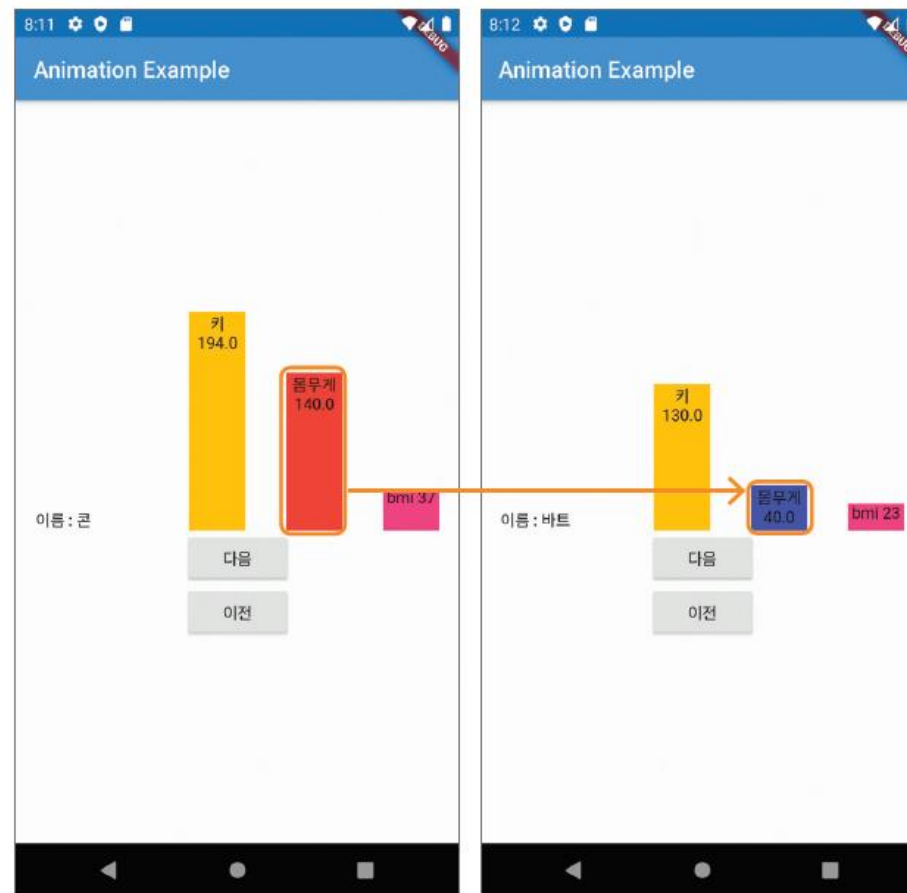 8:11
DEBUG
Animation Example
키
194.0
몸무게
140.0
bmi 37
이름 : 콘
다음
이전
8:12
DEBUG
Animation Example
키
130.0
몸무게
40.0
bmi 23
이름 : 바트
다음
이전